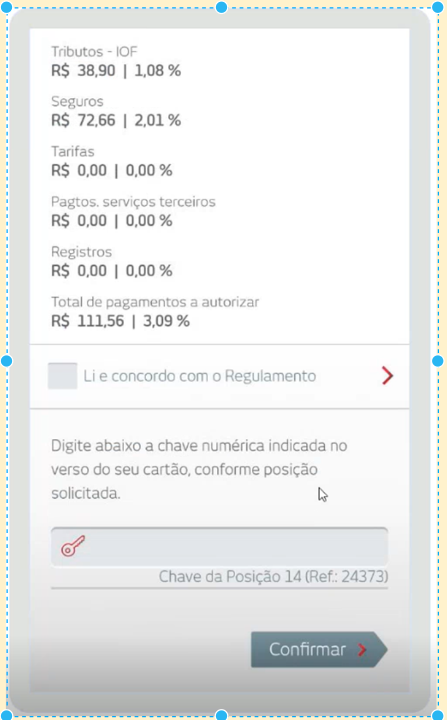 Tributos - IOF
R$ 38,90 | 1,08 %
Seguros
R$ 72,66 | 2,01 %
Tarifas
R$ 0,00 | 0,00 %
Pagtos. serviços terceiros
R$ 0,00 | 0,00 %
Registros
R$ 0,00 | 0,00 %
Total de pagamentos a autorizar
R$ 111,56 | 3,09 %
Li e concordo com o Regulamento
Digite abaixo a chave numérica indicada no
verso do seu cartão, conforme posição
solicitada.
Chave da Posição 14 (Ref.: 24373)
Confirmar